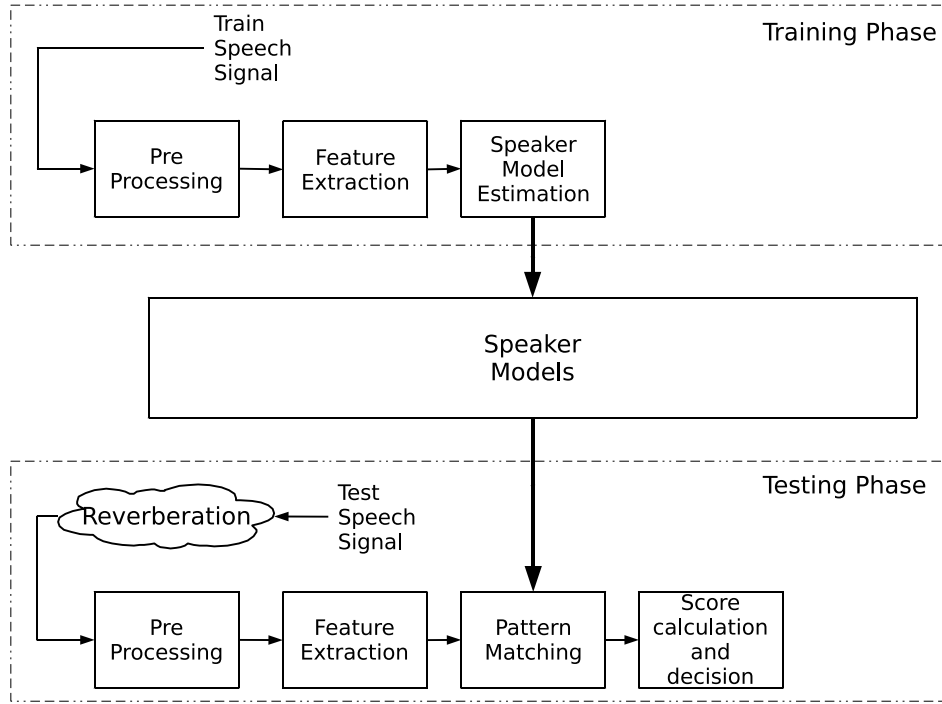 Train
Speech
Signal
Training Phase
Pre
Processing
Feature
Extraction
Speaker
Model
Estimation
Speaker
Models
Testing Phase
Reverberation
Test
Speech
Signal
Pre
Processing
Feature
Extraction
Pattern
Matching
Score
calculation
and
decision